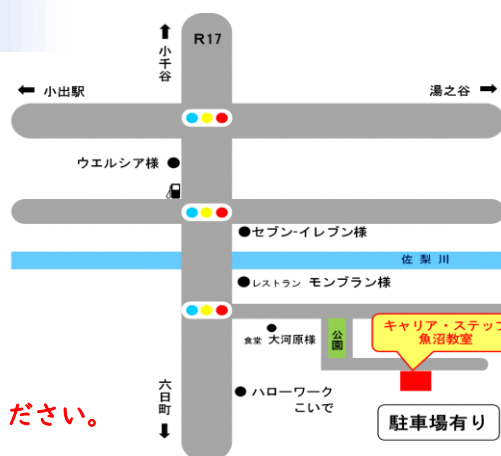 R17
小千谷
← 小出駅
湯之谷 →
ウエルシア様
セブン-イレブン様
佐梨川
レストラン モンブラン様
食堂 大河原様
公園
キャリア・ステップ
魚沼教室
六日町
ハローワーク
こいで
ださい。
駐車場有り